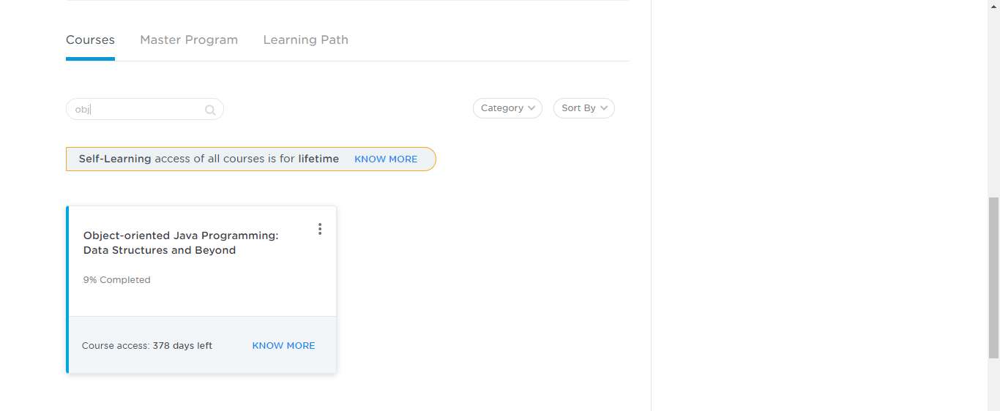 Courses Master Program Learning Path
obj Category Sort By
Self-Learning access of all courses is for lifetime KNOW MORE
Object-oriented Java Programming:
Data Structures and Beyond
9% Completed
Course access: 378 days left KNOW MORE